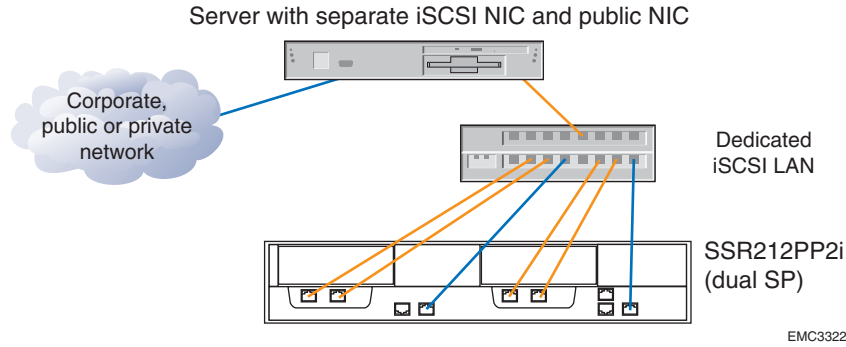 Server with separate iSCSI NIC and public NIC
Corporate,
public or private
network
Dedicated
iSCSI LAN
SSR212PP2i
(dual SP)
EMC3322